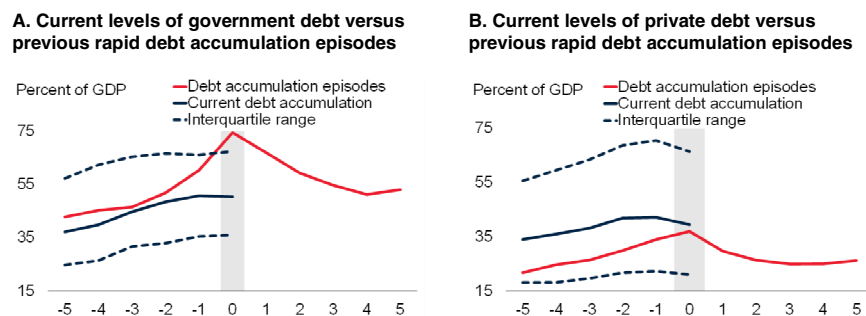 A. Current levels of government debt versus
previous rapid debt accumulation episodes
Percent of GDP
Debt accumulation episodes
Current debt accumulation
Interquartile range
75
55
35
15
-5 -4 -3 -2 -1 0 1 2 3 4 5
B. Current levels of private debt versus
previous rapid debt accumulation episodes
Percent of GDP
Debt accumulation episodes
Current debt accumulation
Interquartile range
75
55
35
15
-5 -4 -3 -2 -1 0 1 2 3 4 5